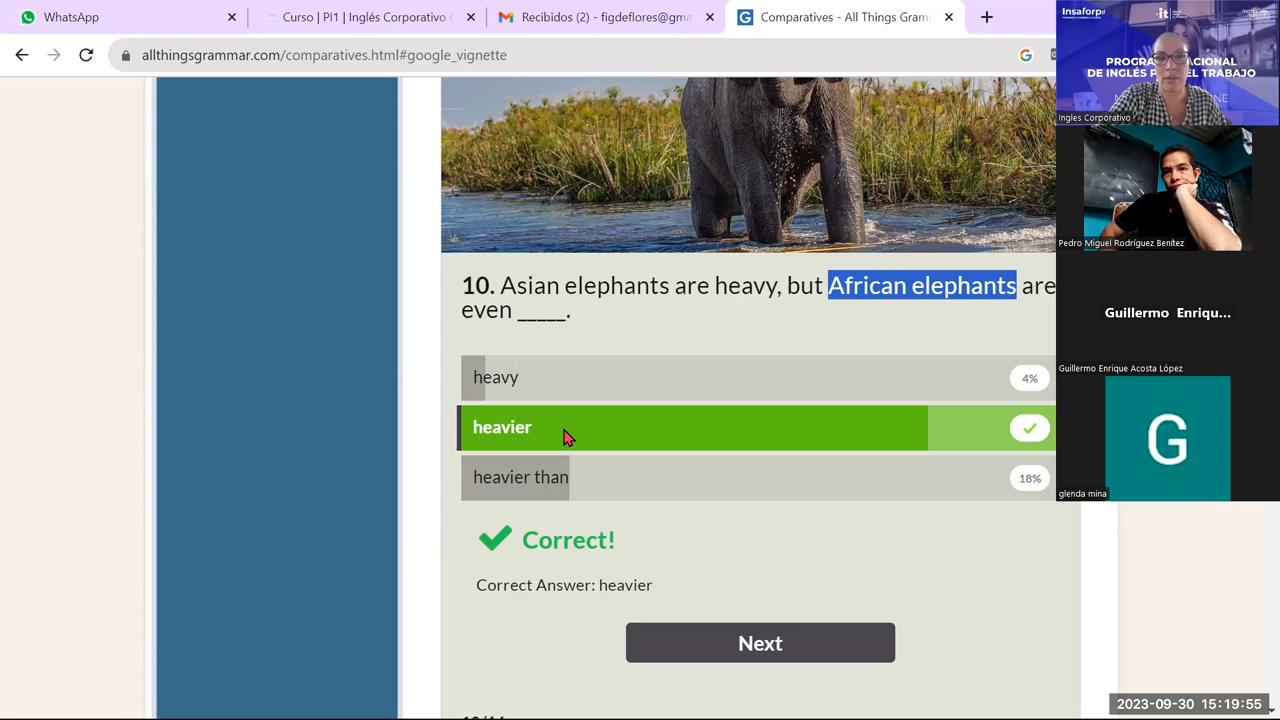 WhatsApp
Curso | PI1 | I
orporativo
Recibidos (2) - figdeflores@gma
Comparatives - All Things Gram
allthingsgrammar.com/comparatives.html#google_vignette
Insaforp
PROGRAMA NACIONAL
DE INGLÉS PARA EL TRABAJO
Ingles Corporativo
Pedro Miguel Rodríguez Benítez
Guillermo Enriqu...
Guillermo Enrique Acosta López
G
glenda mina
10. Asian elephants are heavy, but African elephants are
even _____.
heavy
4%
heavier
heavier than
18%
Correct!
Correct Answer: heavier
Next
2023-09-30 15:19:55